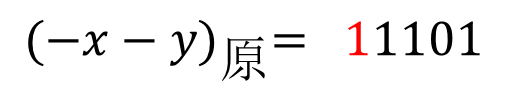 (−x − y)原 = 11101